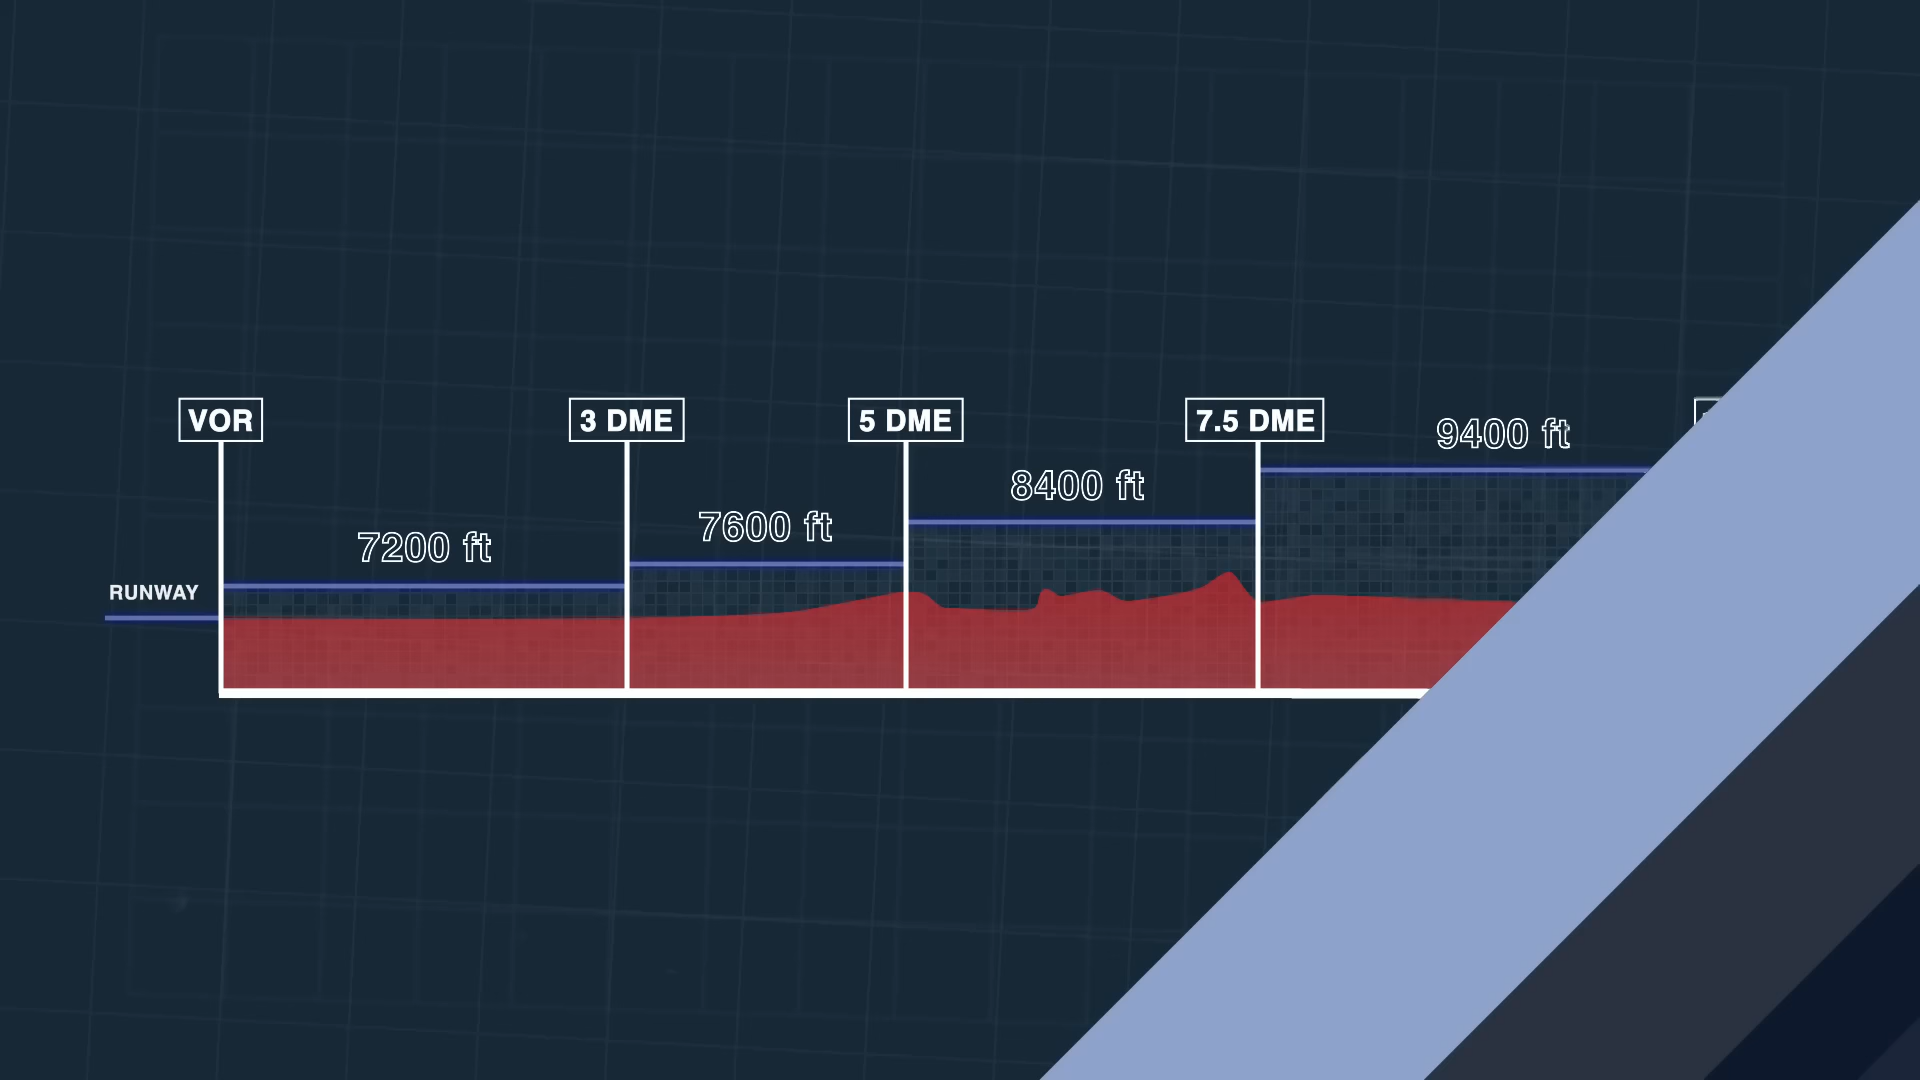 VOR
3 DME
5 DME
7.5 DME
9400 ft
8400 ft
7600 ft
7200 ft
RUNWAY